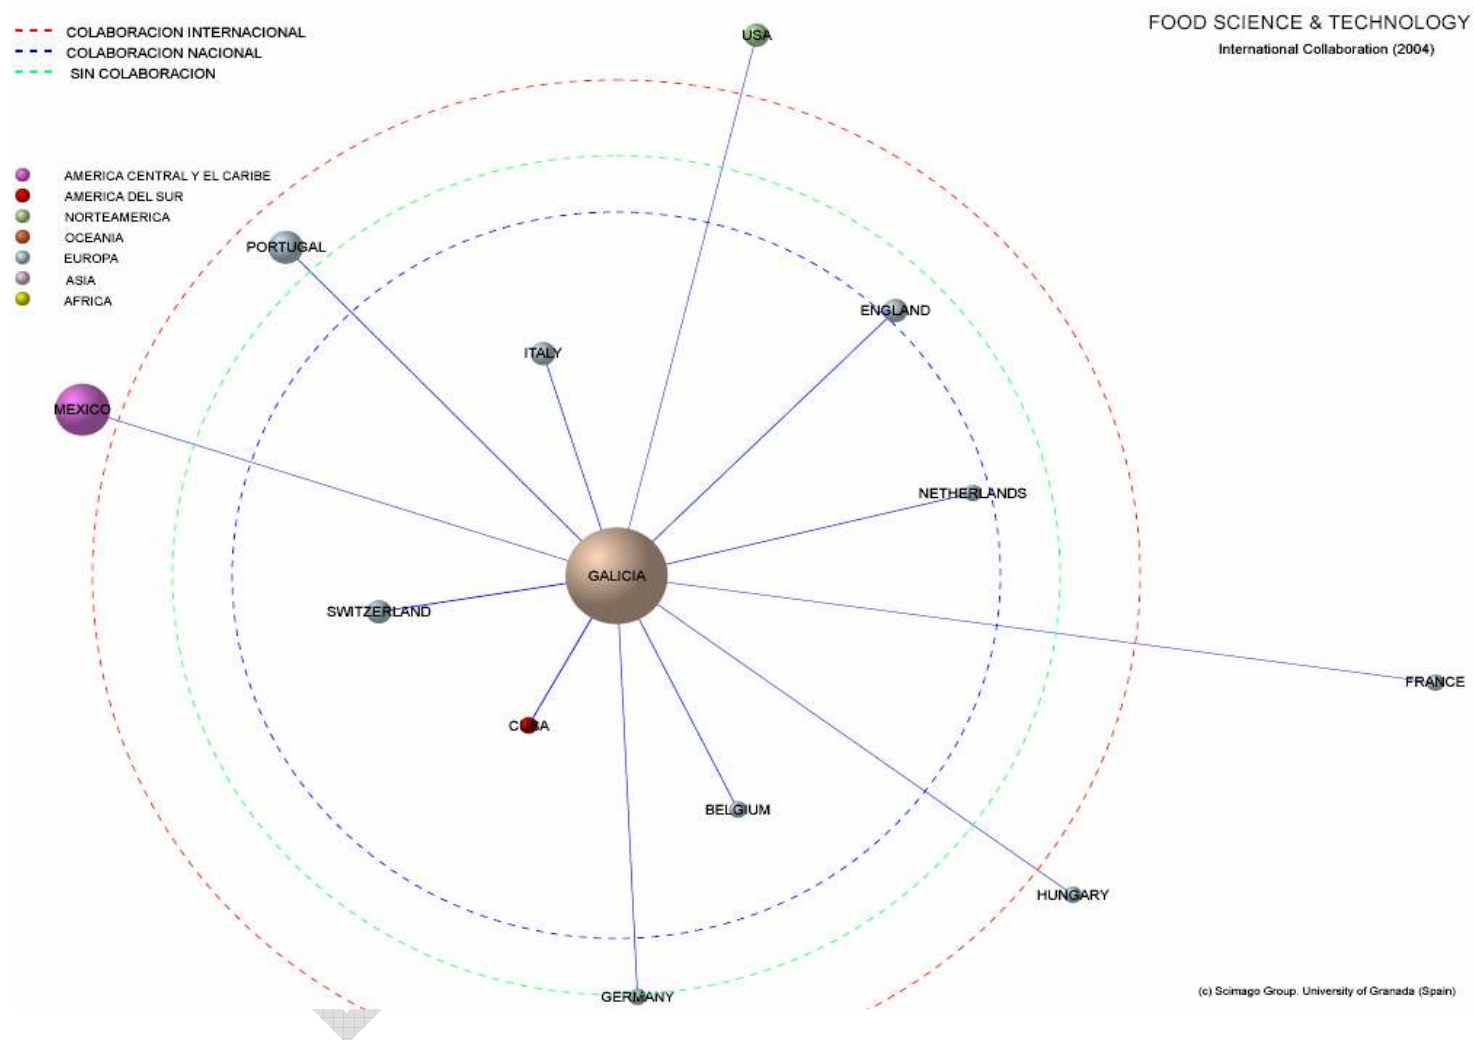 FOOD SCIENCE & TECHNOLOGY
International Collaboration (2004)
COLABORACION INTERNACIONAL
COLABORACION NACIONAL
SIN COLABORACION
AMERICA CENTRAL Y EL CARIBE
AMERICA DEL SUR
NORTEAMERICA
OCEANIA
EUROPA
ASIA
AFRICA
USA
PORTUGAL
ENGLAND
ITALY
MEXICO
NETHERLANDS
GALICIA
SWITZERLAND
FRANCE
CUBA
BELGIUM
HUNGARY
GERMANY
(c) Scimago Group. University of Granada (Spain)